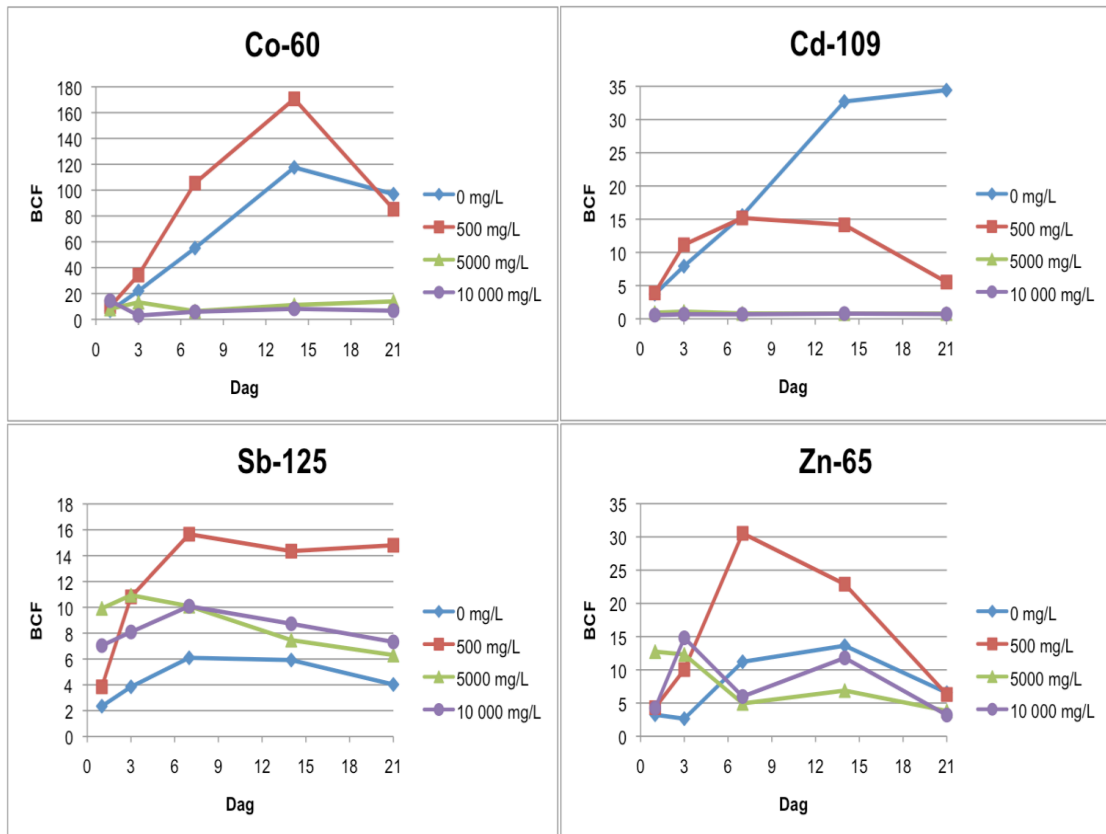 Co-60
180
160
140
120
100
80
60
40
20
0
BCF
0 3 6 9 12 15 18 21
Dag
0 mg/L
500 mg/L
5000 mg/L
10 000 mg/L
Cd-109
35
30
25
20
15
10
5
0
BCF
0 3 6 9 12 15 18 21
Dag
0 mg/L
500 mg/L
5000 mg/L
10 000 mg/L
Sb-125
18
16
14
12
10
8
6
4
2
0
BCF
0 3 6 9 12 15 18 21
Dag
0 mg/L
500 mg/L
5000 mg/L
10 000 mg/L
Zn-65
35
30
25
20
15
10
5
0
BCF
0 3 6 9 12 15 18 21
Dag
0 mg/L
500 mg/L
5000 mg/L
10 000 mg/L